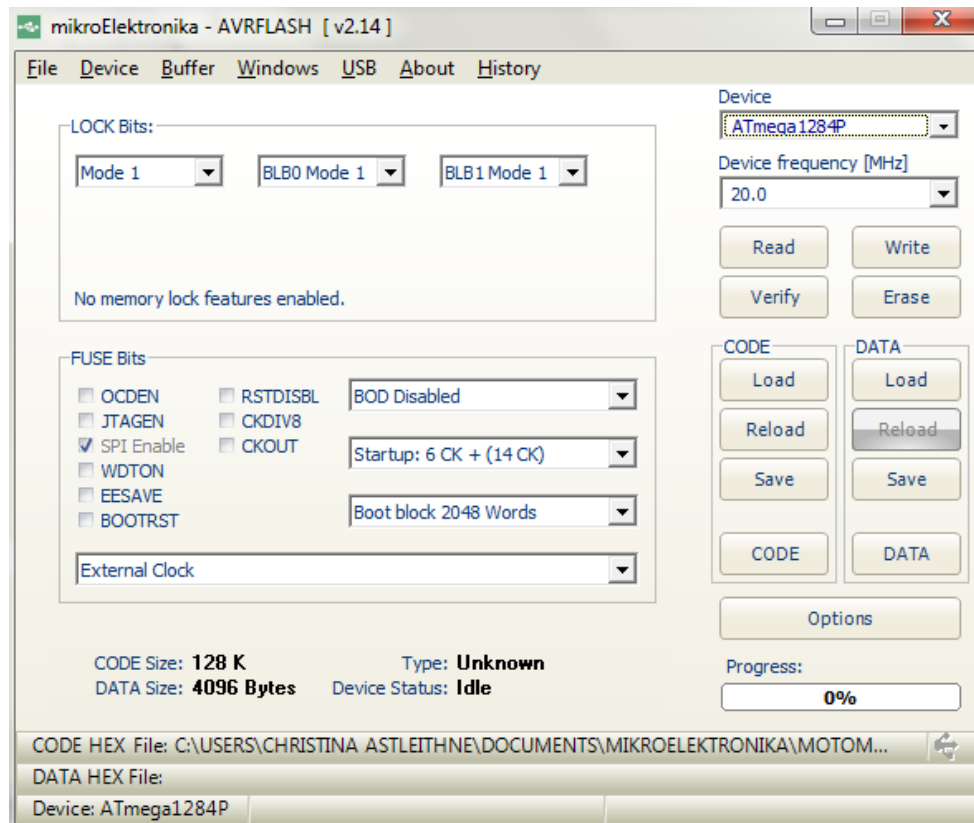 mikroElektronika - AVRFLASH [ v2.14 ]
File Device Buffer Windows USB About History
LOCK Bits:
Mode 1 BLB0 Mode 1 BLB1 Mode 1
No memory lock features enabled.
FUSE Bits
OCDEN RSTDISBL BOD Disabled
JTAGEN CKDIV8
SPI Enable CKOUT Startup: 6 CK + (14 CK)
WDTON
EESAVE
BOOTRST Boot block 2048 Words
External Clock
CODE Size: 128 K Type: Unknown
DATA Size: 4096 Bytes Device Status: Idle
Device
ATmega1284P
Device frequency [MHz]
20.0
Read Write
Verify Erase
CODE DATA
Load Load
Reload Reload
Save Save
CODE DATA
Options
Progress:
0%
CODE HEX File: C:\USERS\CHRISTINA ASTLEITHNE\DOCUMENTS\MIKROELEKTRONIKA\MOTOM...
DATA HEX File:
Device: ATmega1284P